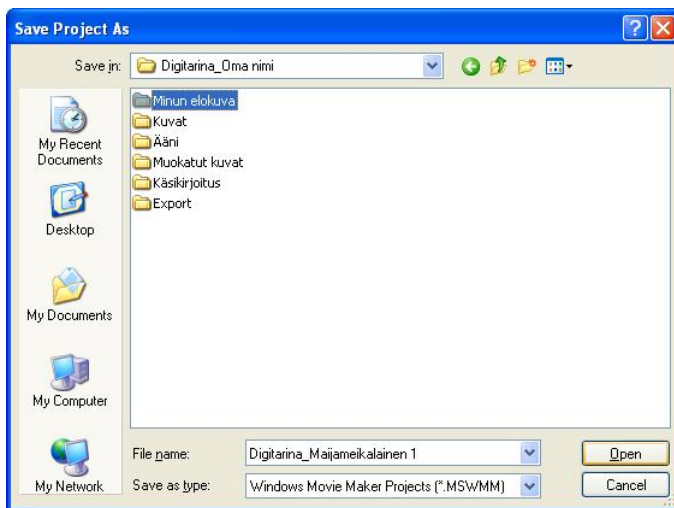 Save Project As
Save in: Digitarina_Oma nimi
My Recent
Documents
Desktop
My Documents
My Computer
My Network
Minun elokuva
Kuvat
Ääni
Muokatut kuvat
Käsikirjoitus
Export
File name: Digitarina_Maijameikalainen 1 Open
Save as type: Windows Movie Maker Projects (*.MSWMM) Cancel